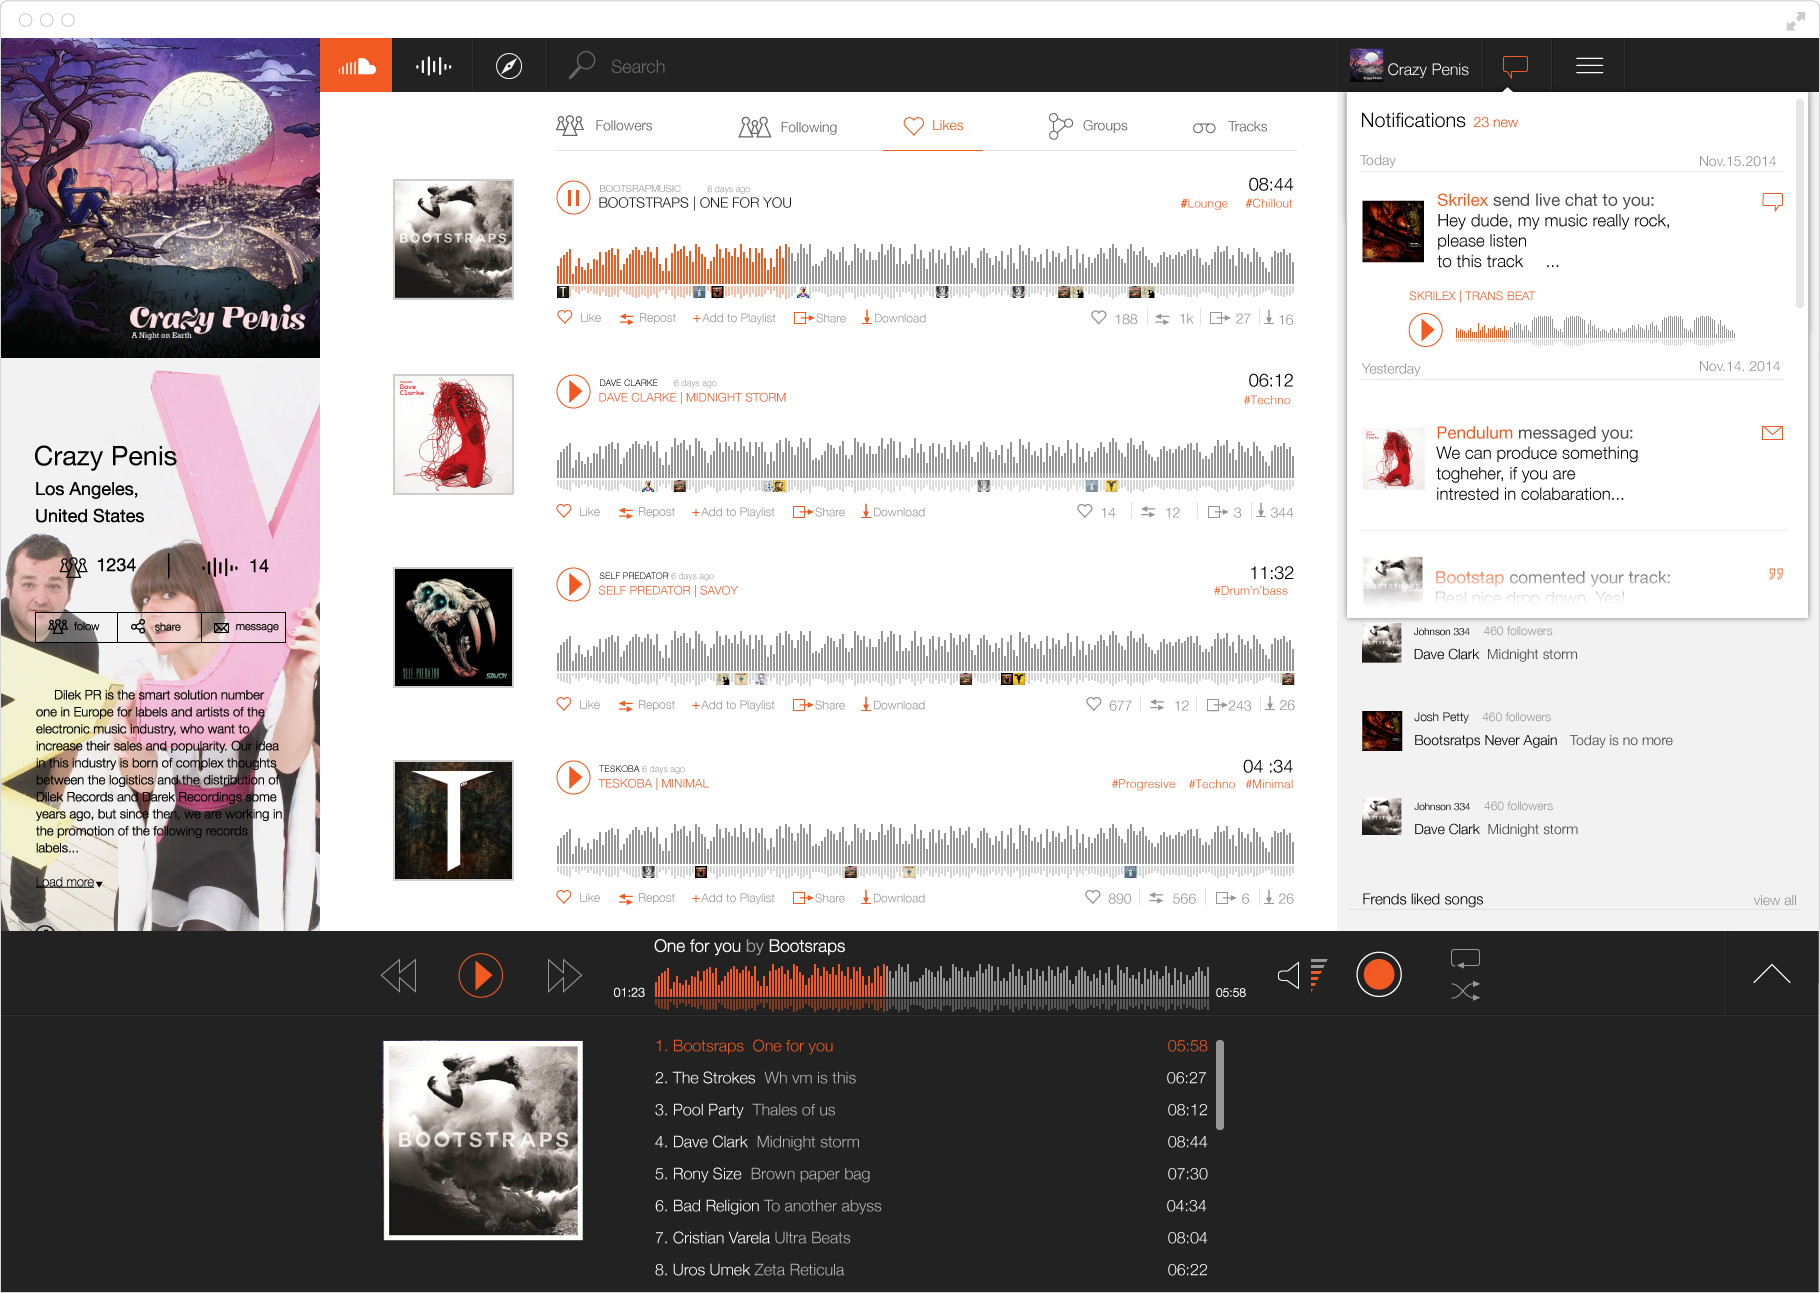 Search
Crazy Penis
Crazy Penis
A Night on Earth
Crazy Penis
Los Angeles,
United States
1234
14
folow
share
message
Dilek PR is the smart solution number
one in Europe for labels and artists of the
electronic music industry, who want to
increase their sales and popularity. Our idea
in this industry is born of complex thoughts
between the logistics and the distribution of
Dilek Records and Darek Recordings some
years ago, but since then, we are working in
the promotion of the following records
labels...
Load more
Followers
Following
Likes
Groups
Tracks
BOOTSTRAPS
BOOTSRAPMUSIC 6 days ago
BOOTSTRAPS | ONE FOR YOU
08:44
#Lounge #Chillout
Like Repost +Add to Playlist Share Download
188 1k 27 16
Dave
Clarke
DAVE CLARKE 6 days ago
DAVE CLARKE | MIDNIGHT STORM
06:12
#Techno
Like Repost +Add to Playlist Share Download
14 12 3 344
SELF PREDATOR SAVOY
SELF PREDATOR 6 days ago
SELF PREDATOR | SAVOY
11:32
#Drum'n'bass
Like Repost +Add to Playlist Share Download
677 12 243 26
TESKOBA 6 days ago
TESKOBA | MINIMAL
04 :34
#Progresive #Techno #Minimal
Like Repost +Add to Playlist Share Download
890 566 6 26
Notifications 23 new
Today Nov.15.2014
Skrilex send live chat to you:
Hey dude, my music really rock,
please listen
to this track ...
SKRILEX | TRANS BEAT
Yesterday Nov.14. 2014
Pendulum messaged you:
We can produce something
togheher, if you are
intrested in colabaration...
Bootstap comented your track:
Real nice drop down. Yes!
Johnson 334 460 followers
Dave Clark Midnight storm
Josh Petty 460 followers
Bootsratps Never Again Today is no more
Johnson 334 460 followers
Dave Clark Midnight storm
Frends liked songs view all
One for you by Bootsraps
01:23
05:58
BOOTSTRAPS
1. Bootsraps One for you 05:58
2. The Strokes Wh vm is this 06:27
3. Pool Party Thales of us 08:12
4. Dave Clark Midnight storm 08:44
5. Rony Size Brown paper bag 07:30
6. Bad Religion To another abyss 04:34
7. Cristian Varela Ultra Beats 08:04
8. Uros Umek Zeta Reticula 06:22